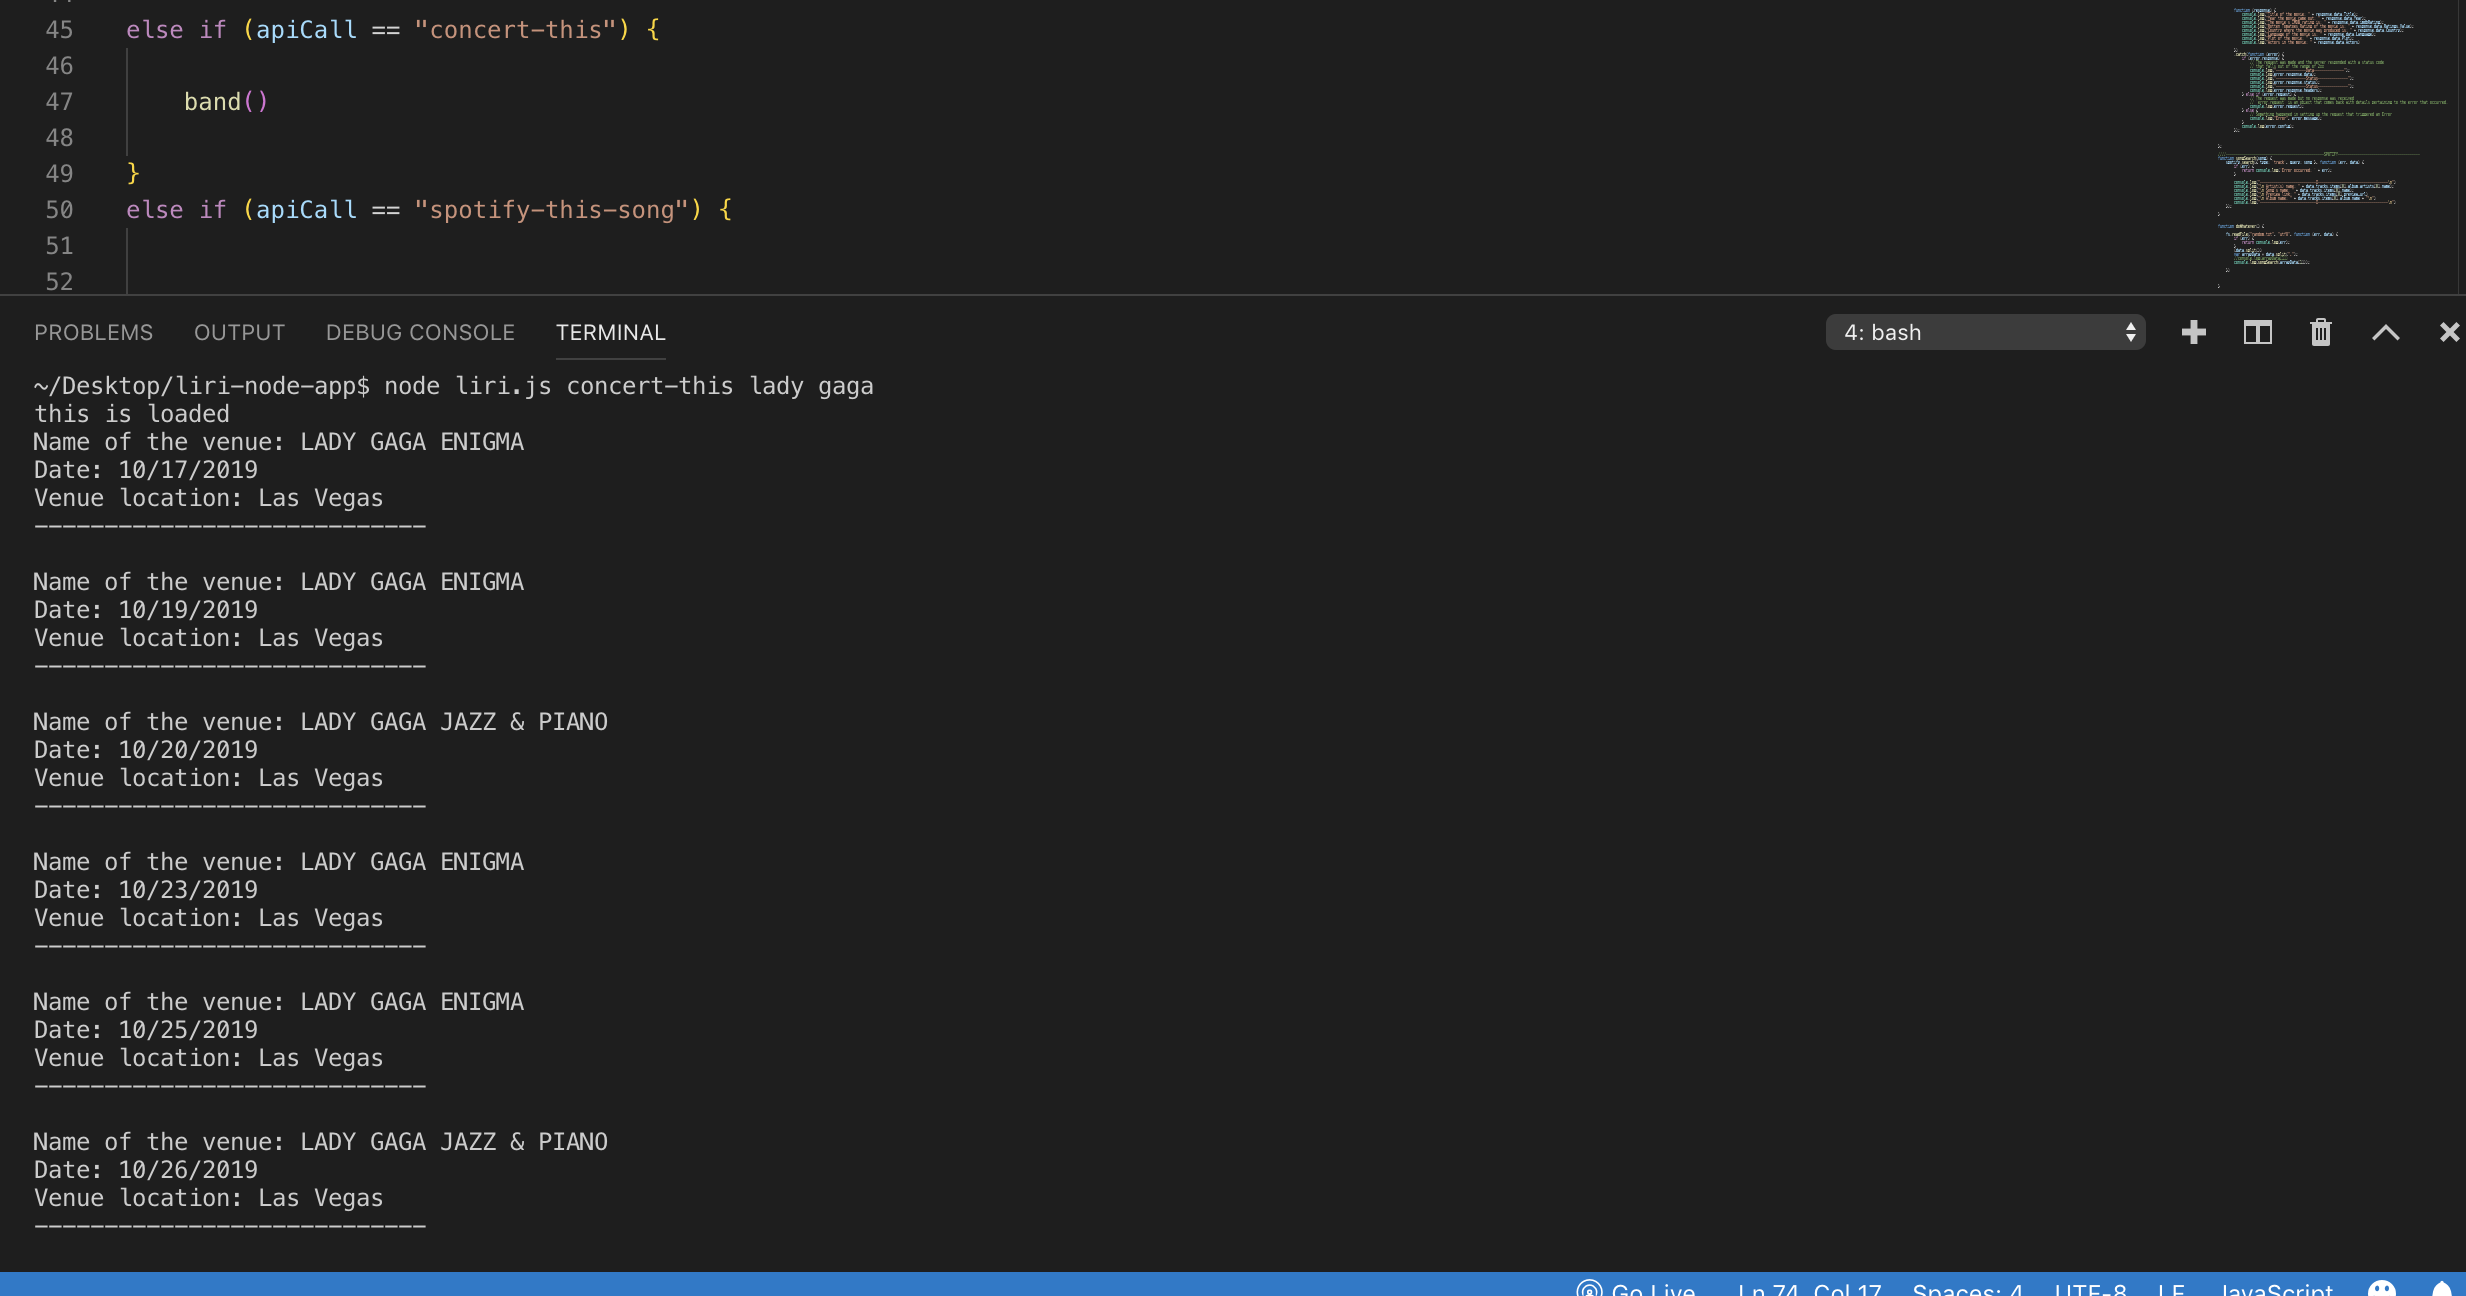 45 else if (apiCall == "concert-this") {
46
47 band()
48
49 }
50 else if (apiCall == "spotify-this-song") {
51
52
PROBLEMS OUTPUT DEBUG CONSOLE TERMINAL 4: bash
~/Desktop/liri-node-app$ node liri.js concert-this lady gaga
this is loaded
Name of the venue: LADY GAGA ENIGMA
Date: 10/17/2019
Venue location: Las Vegas
----------------------------
Name of the venue: LADY GAGA ENIGMA
Date: 10/19/2019
Venue location: Las Vegas
----------------------------
Name of the venue: LADY GAGA JAZZ & PIANO
Date: 10/20/2019
Venue location: Las Vegas
----------------------------
Name of the venue: LADY GAGA ENIGMA
Date: 10/23/2019
Venue location: Las Vegas
----------------------------
Name of the venue: LADY GAGA ENIGMA
Date: 10/25/2019
Venue location: Las Vegas
----------------------------
Name of the venue: LADY GAGA JAZZ & PIANO
Date: 10/26/2019
Venue location: Las Vegas
----------------------------
Go Live Ln 74, Col 17 Spaces: 4 UTF-8 LF JavaScript